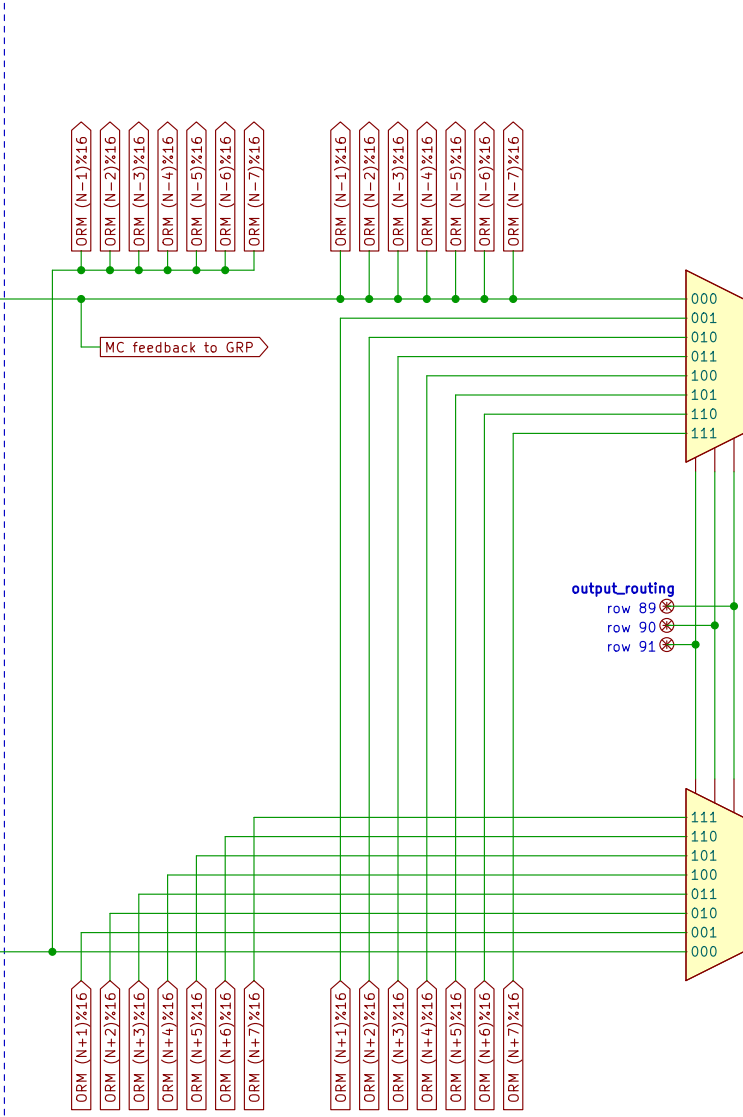 ORM (N-1)%16
ORM (N-2)%16
ORM (N-3)%16
ORM (N-4)%16
ORM (N-5)%16
ORM (N-6)%16
ORM (N-7)%16
ORM (N-1)%16
ORM (N-2)%16
ORM (N-3)%16
ORM (N-4)%16
ORM (N-5)%16
ORM (N-6)%16
ORM (N-7)%16
MC feedback to GRP
000
001
010
011
100
101
110
111
output_routing
row 89
row 90
row 91
111
110
101
100
011
010
001
000
ORM (N+1)%16
ORM (N+2)%16
ORM (N+3)%16
ORM (N+4)%16
ORM (N+5)%16
ORM (N+6)%16
ORM (N+7)%16
ORM (N+1)%16
ORM (N+2)%16
ORM (N+3)%16
ORM (N+4)%16
ORM (N+5)%16
ORM (N+6)%16
ORM (N+7)%16